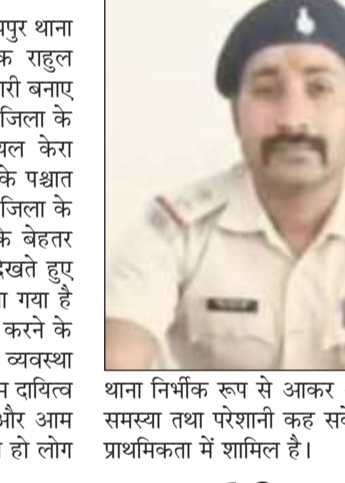 पुर थाना
क राहुल
ारी बनाए
जिला के
यल केरा
के पश्चात
जिला के
के बेहतर
देखते हुए
ा गया है
करने के
व्यवस्था
म दायित्व
और आम
ा हो लोग
थाना निर्भीक रूप से आकर
समस्या तथा परेशानी कह सके
प्राथमिकता में शामिल है।